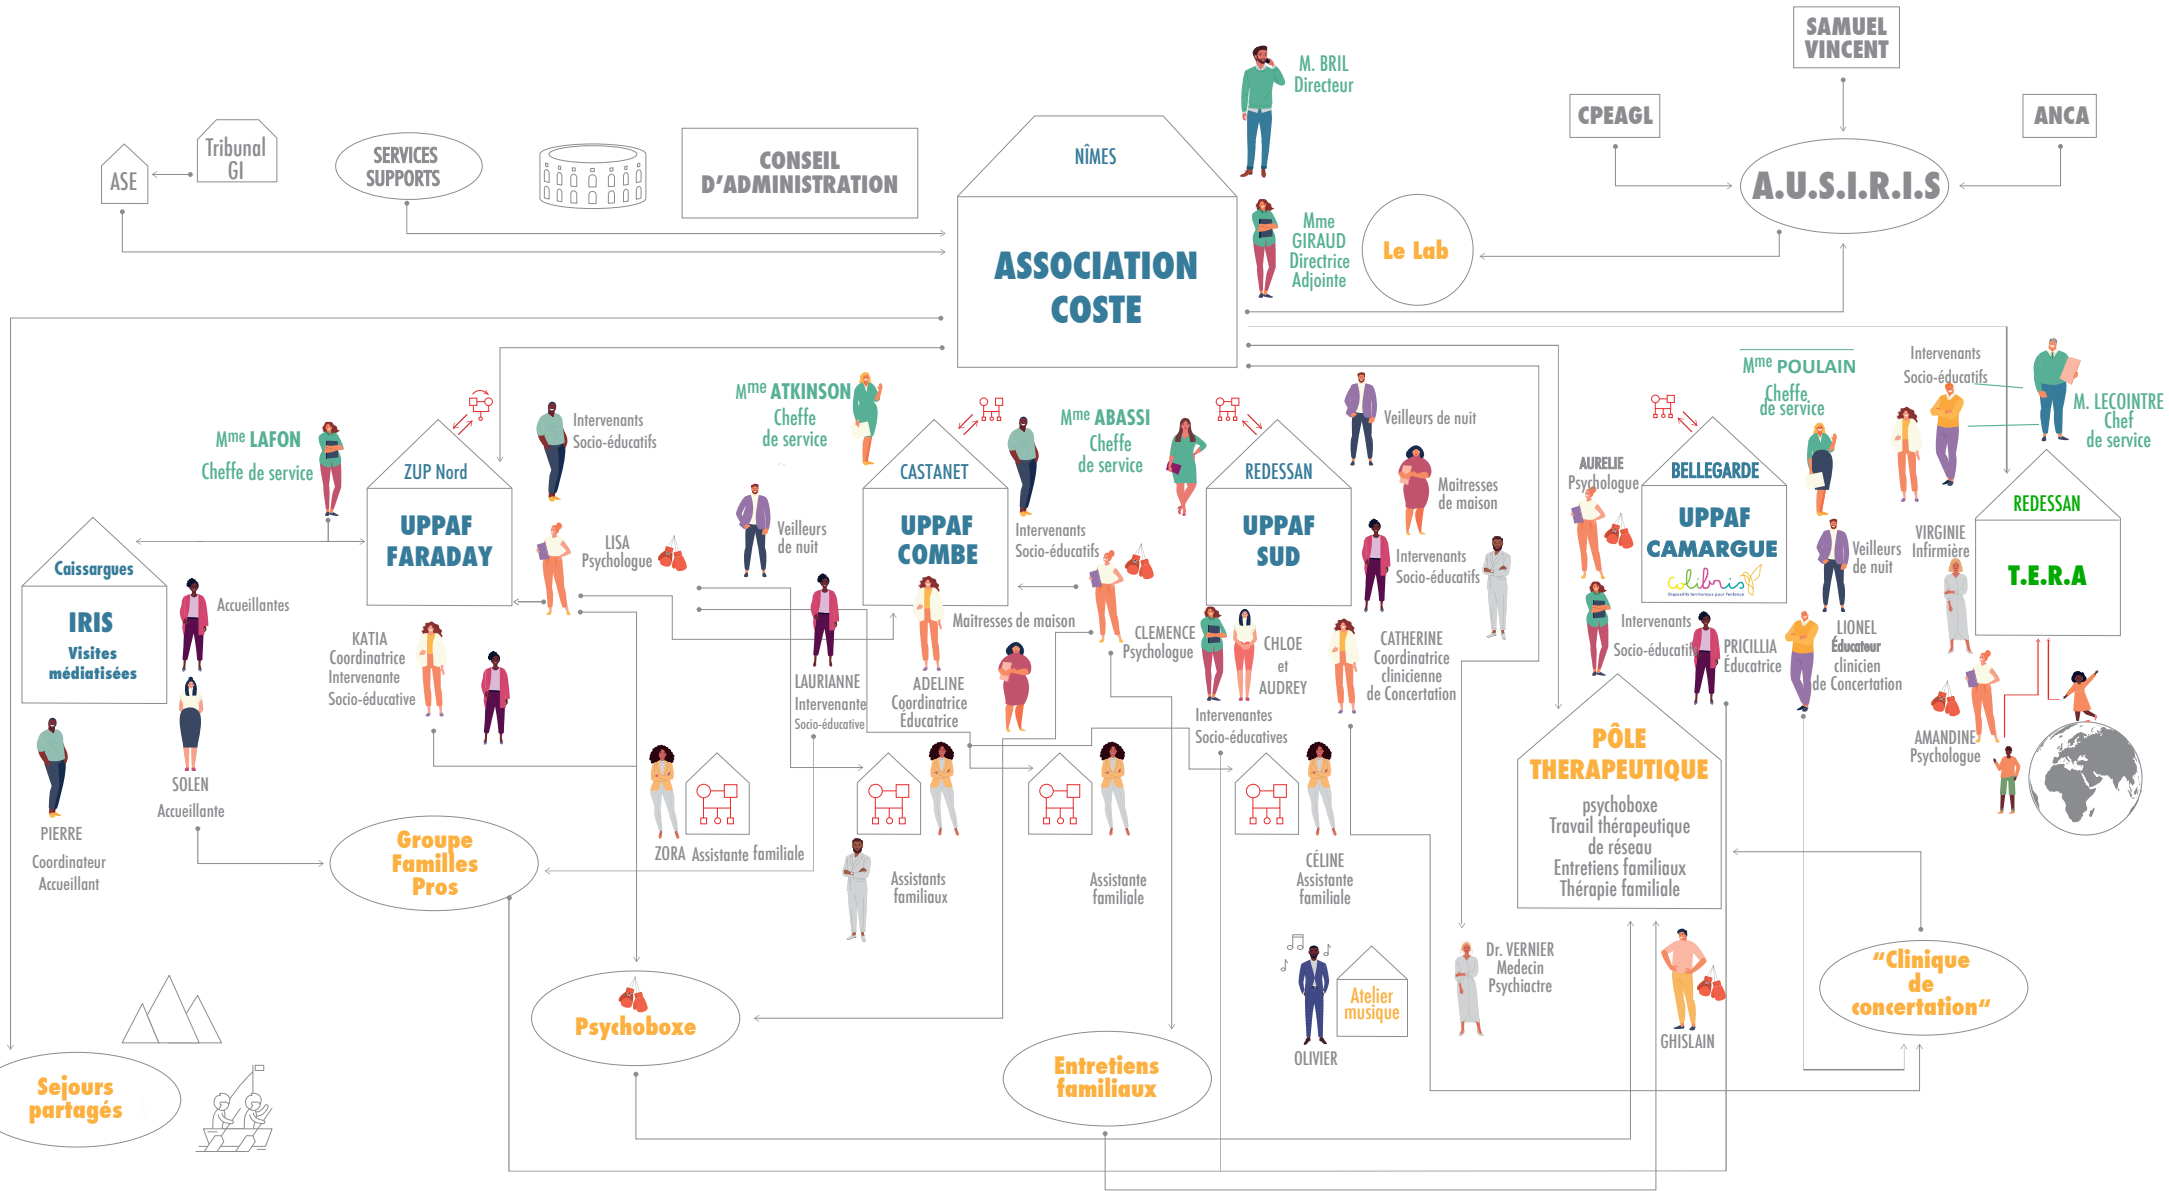 SAMUEL
VINCENT
CPEAGL
ANCA
A.U.S.I.R.I.S
M. BRIL
Directeur
Mme
GIRAUD
Directrice
Adjointe
Le Lab
ASE
Tribunal
GI
SERVICES
SUPPORTS
CONSEIL
D'ADMINISTRATION
NÎMES
ASSOCIATION
COSTE
Mme LAFON
Cheffe de service
ZUP Nord
UPPAF
FARADAY
Intervenants
Socio-éducatifs
Mme ATKINSON
Cheffe
de service
CASTANET
UPPAF
COMBE
Mme ABASSI
Cheffe
de service
REDESSAN
UPPAF
SUD
Veilleurs de nuit
Maitresses
de maison
Intervenants
Socio-éducatifs
Mme POULAIN
Cheffe
de service
AURELIE
Psychologue
BELLEGARDE
UPPAF
CAMARGUE
colibris
Dispositifs territoriaux pour l'enfance
Intervenants
Socio-éducatifs
M. LECOINTRE
Chef
de service
REDESSAN
T.E.R.A
VIRGINIE
Infirmière
Veilleurs
de nuit
Caissargues
IRIS
Visites
médiatisées
Accueillantes
LISA
Psychologue
Veilleurs
de nuit
Intervenants
Socio-éducatifs
KATIA
Coordinatrice
Intervenante
Socio-éducative
LAURIANNE
Intervenante
Socio-éducative
ADELINE
Coordinatrice
Éducatrice
Maitresses de maison
CLEMENCE
Psychologue
CHLOE
et
AUDREY
Intervenantes
Socio-éducatives
CATHERINE
Coordinatrice
clinicienne
de Concertation
Intervenants
Socio-éducatifs
PRICILLIA
Éducatrice
LIONEL
Éducateur
clinicien
de Concertation
AMANDINE
Psychologue
SOLEN
Accueillante
PIERRE
Coordinateur
Accueillant
Groupe
Familles
Pros
ZORA Assistante familiale
Assistants
familiaux
Assistante
familiale
CÉLINE
Assistante
familiale
PÔLE
THERAPEUTIQUE
psychoboxe
Travail thérapeutique
de réseau
Entretiens familiaux
Thérapie familiale
Psychoboxe
Entretiens
familiaux
OLIVIER
Atelier
musique
Dr. VERNIER
Medecin
Psychiactre
GHISLAIN
“Clinique
de
concertation“
Sejours
partagés